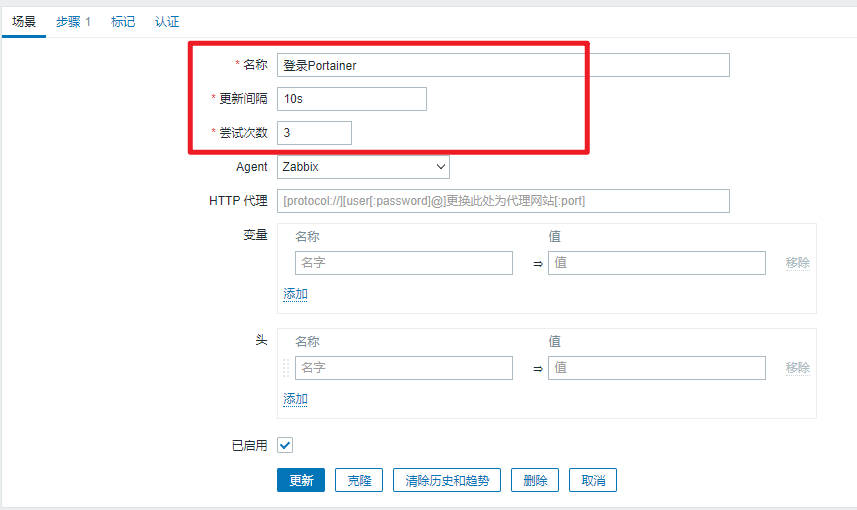 场景 步骤 1 标记 认证
* 名称 登录Portainer
* 更新间隔 10s
* 尝试次数 3
Agent Zabbix
HTTP 代理 [protocol://][user[:password]@]更换此处为代理网站[:port]
变量 名称 值
名字 ⇒ 值 移除
添加
头 名称 值
名字 ⇒ 值 移除
添加
已启用
更新 克隆 清除历史和趋势 删除 取消